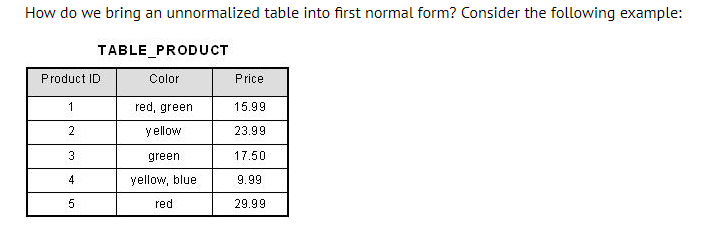 How do we bring an unnormalized table into first normal form? Consider the following example:
TABLE_PRODUCT
Product ID Color Price
1 red, green 15.99
2 yellow 23.99
3 green 17.50
4 yellow, blue 9.99
5 red 29.99